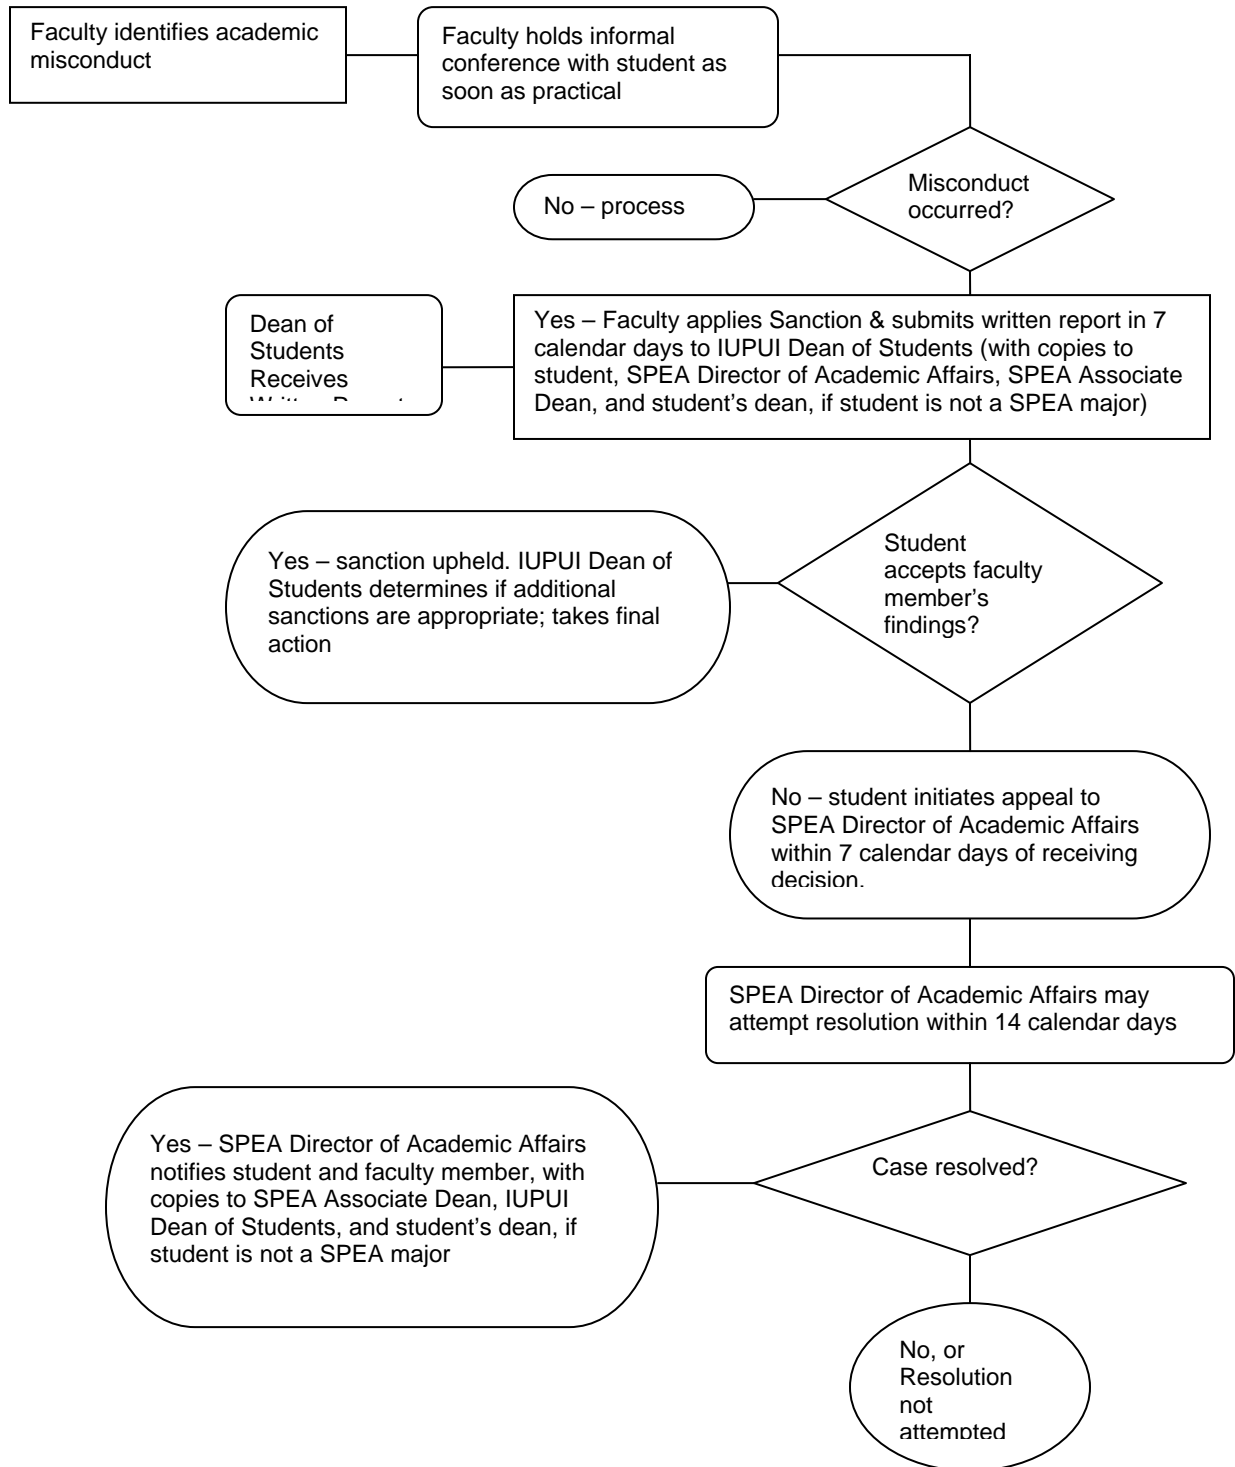 Faculty identifies academic
misconduct
Faculty holds informal
conference with student as
soon as practical
Misconduct
occurred?
No – process
Dean of
Students
Receives
Yes – Faculty applies Sanction & submits written report in 7
calendar days to IUPUI Dean of Students (with copies to
student, SPEA Director of Academic Affairs, SPEA Associate
Dean, and student’s dean, if student is not a SPEA major)
Student
accepts faculty
member’s
findings?
Yes – sanction upheld. IUPUI Dean of
Students determines if additional
sanctions are appropriate; takes final
action
No – student initiates appeal to
SPEA Director of Academic Affairs
within 7 calendar days of receiving
decision.
SPEA Director of Academic Affairs may
attempt resolution within 14 calendar days
Case resolved?
Yes – SPEA Director of Academic Affairs
notifies student and faculty member, with
copies to SPEA Associate Dean, IUPUI
Dean of Students, and student’s dean, if
student is not a SPEA major
No, or
Resolution
not
attempted